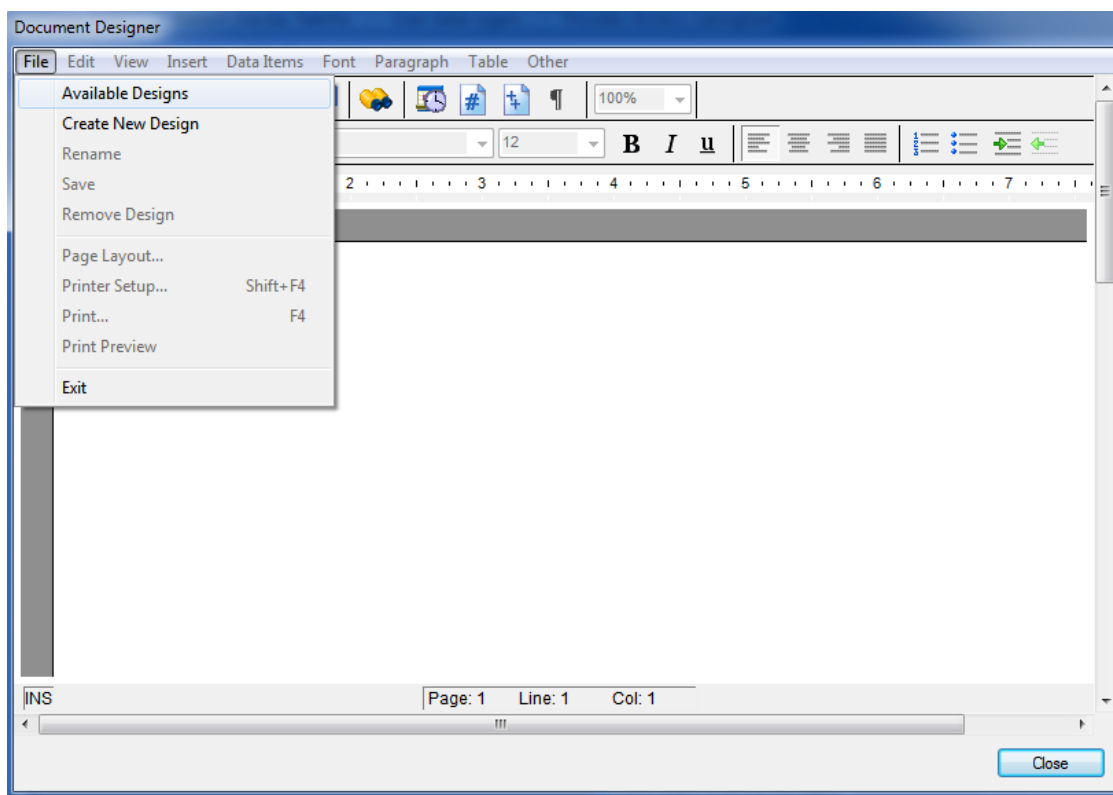 Document Designer
File Edit View Insert Data Items Font Paragraph Table Other
Available Designs
Create New Design
Rename
Save
Remove Design
Page Layout...
Printer Setup... Shift+F4
Print... F4
Print Preview
Exit
# ¶ 100%
12 B I u
2 3 4 5 6 7
INS Page: 1 Line: 1 Col: 1
Close